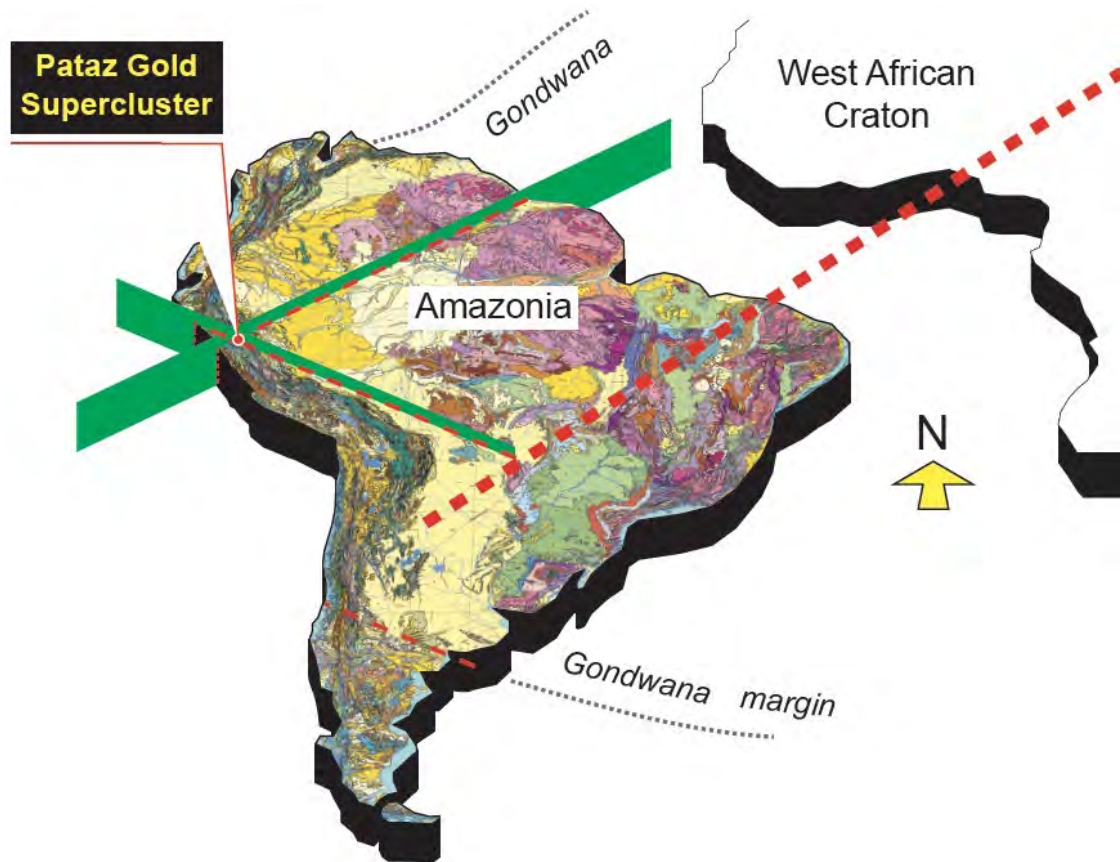 Pataz Gold
Supercluster
Gondwana
West African
Craton
Amazonia
N
Gondwana margin